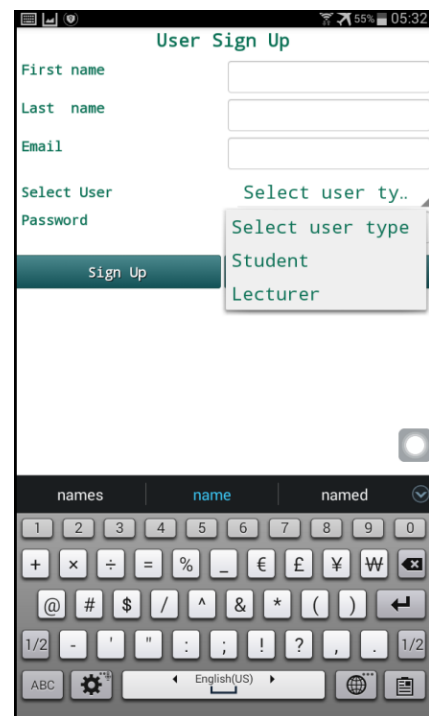 55% 05:32
User Sign Up
First name
Last name
Email
Select User Select user ty..
Password
Select user type
Student
Lecturer
Sign Up
names name named
1 2 3 4 5 6 7 8 9 0
+ × ÷ = % _ € £ ¥ ₩
@ # $ / ^ & * ( )
1/2 - ' " : ; ! ? , . 1/2
ABC English(US)